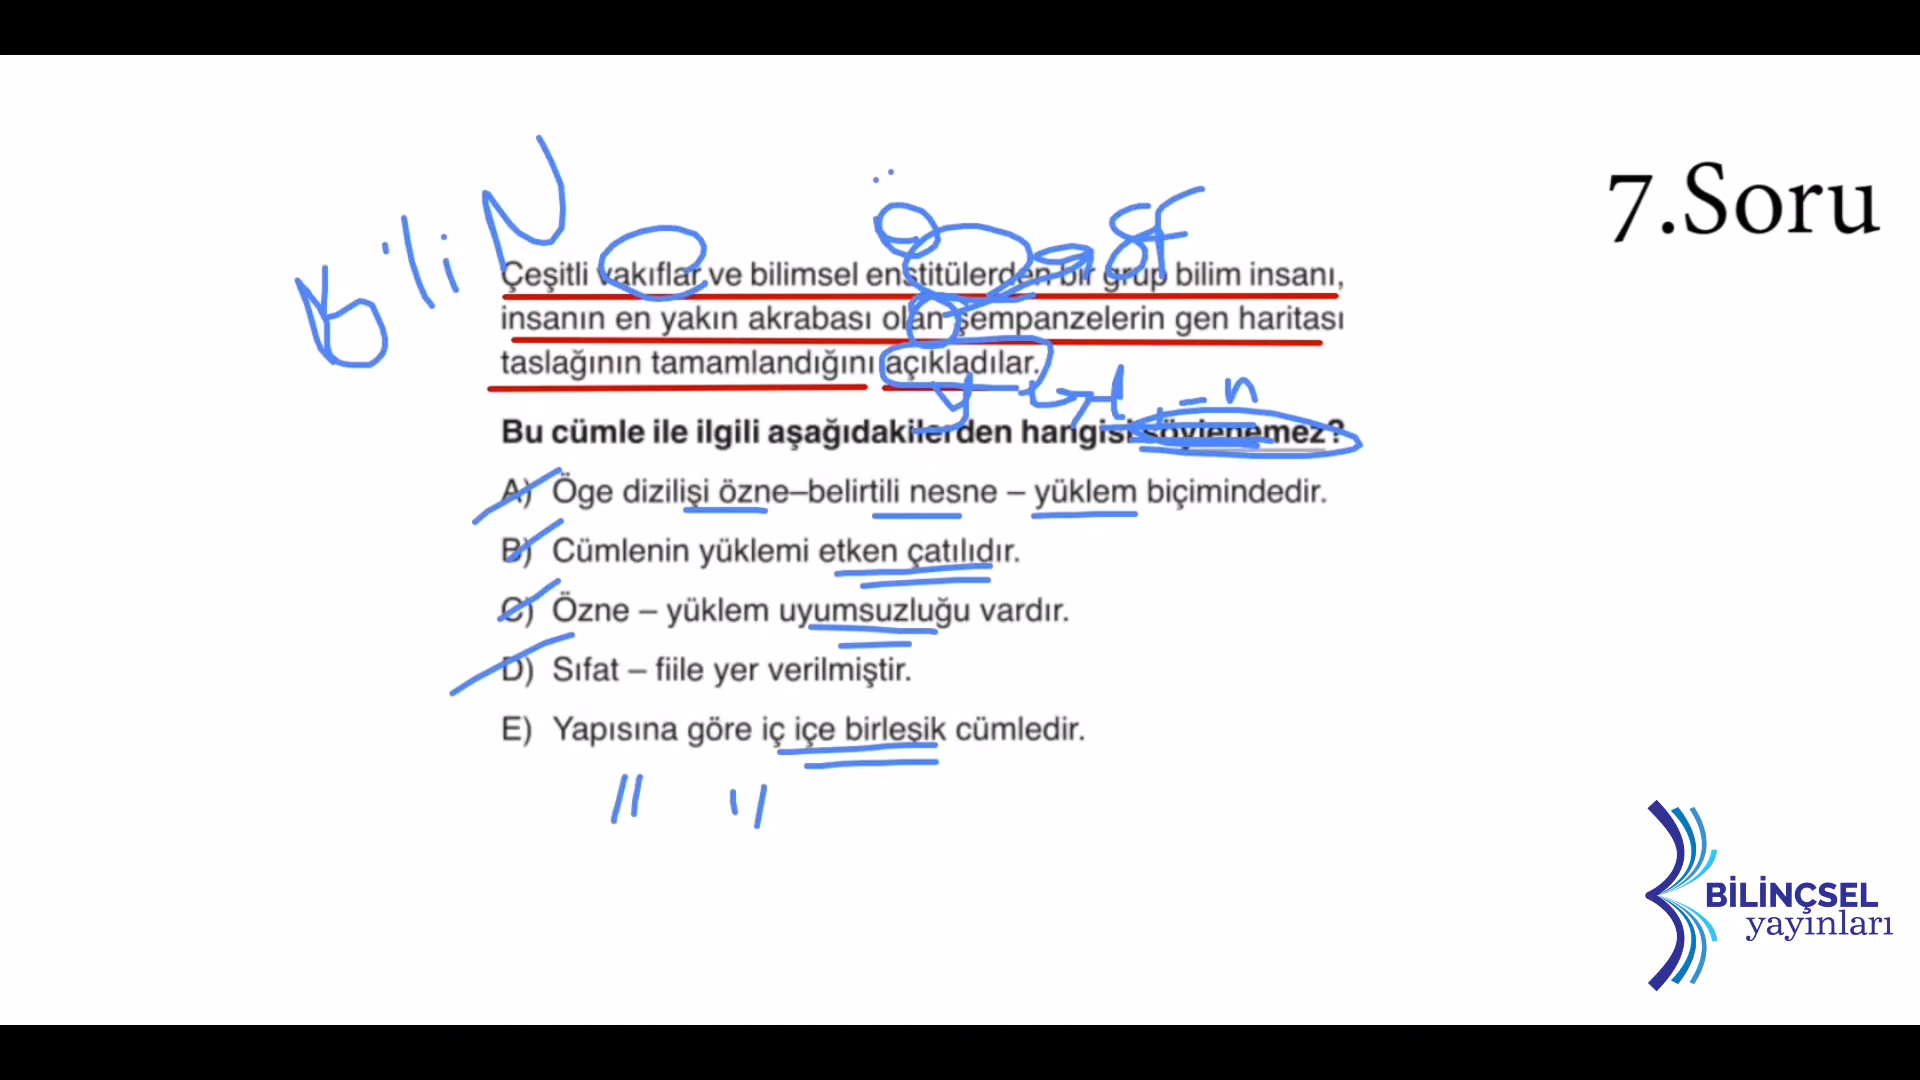 7.Soru
BiliN
öf
Çeşitli vakıflar ve bilimsel enstitülerden bir grup bilim insanı,
insanın en yakın akrabası olan şempanzelerin gen haritası
taslağının tamamlandığını açıkladılar.
y
n
Bu cümle ile ilgili aşağıdakilerden hangisi söylenemez?
A) Öge dizilişi özne–belirtili nesne – yüklem biçimindedir.
B) Cümlenin yüklemi etken çatılıdır.
C) Özne – yüklem uyumsuzluğu vardır.
D) Sıfat – fiile yer verilmiştir.
E) Yapısına göre iç içe birleşik cümledir.
BİLİNÇSEL
yayınları